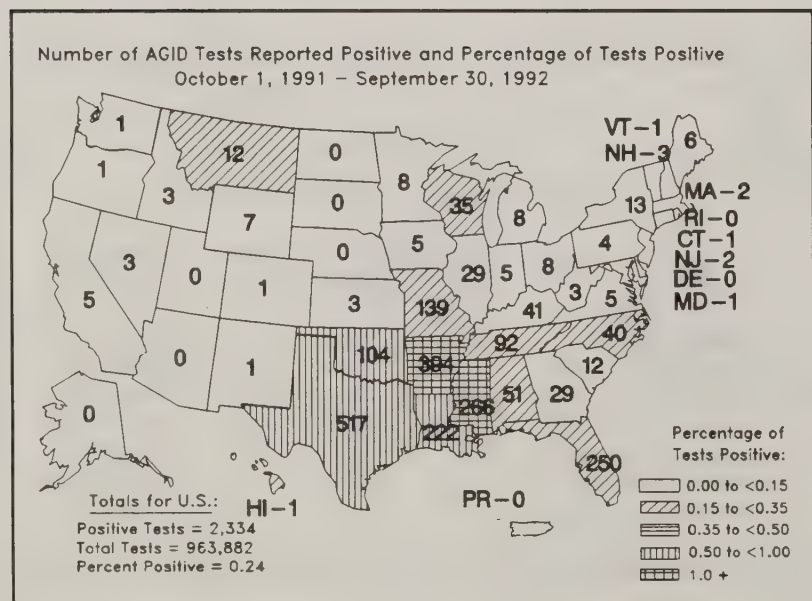 Number of AGID Tests Reported Positive and Percentage of Tests Positive
October 1, 1991 – September 30, 1992
VT-1
NH-3
6
1
12
0
8
1
3
0
35
8
13
MA-2
RI-0
CT-1
NJ-2
DE-0
MD-1
7
5
4
0
3
0
1
29
5
8
3
5
5
3
139
41
0
1
104
394
92
40
12
517
222
266
51
29
250
0
HI-1
PR-0
Totals for U.S.:
Positive Tests = 2,334
Total Tests = 963,882
Percent Positive = 0.24
Percentage of
Tests Positive:
0.00 to <0.15
0.15 to <0.35
0.35 to <0.50
0.50 to <1.00
1.0 +